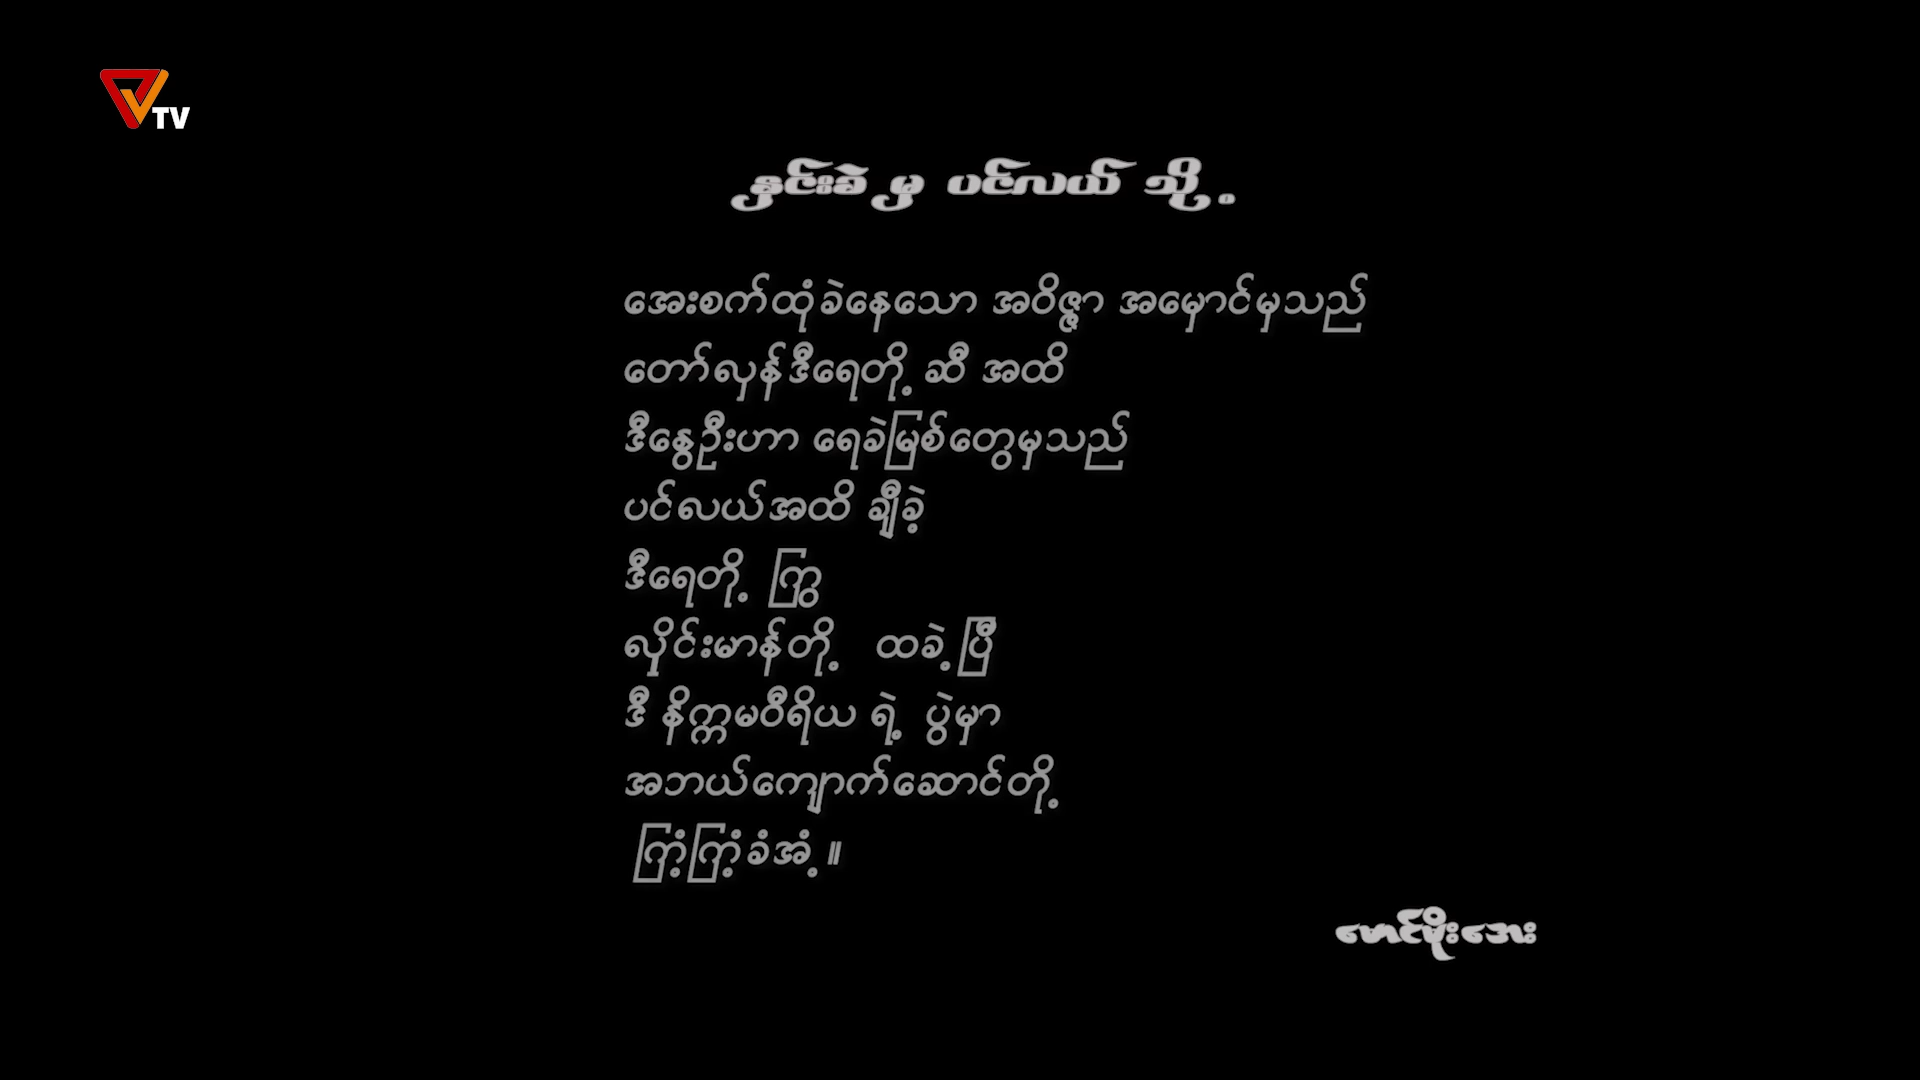 TV
နှင်းခဲ မှ ပင်လယ် သို့
အေးစက်ထုံခဲနေသော အဝိဇ္ဇာ အမှောင်မှသည်
တော်လှန်ဒီရေတို့ ဆီ အထိ
ဒီနွေဦးဟာ ရေခဲမြစ်တွေမှသည်
ပင်လယ်အထိ ချီခဲ့
ဒီရေတို့ ကြွ
လှိုင်းမာန်တို့ ထခဲ့ပြီ
ဒီ နိက္ကမဝီရိယ ရဲ့ ပွဲမှာ
အဘယ်ကျောက်ဆောင်တို့
ကြံ့ကြံ့ခံအံ့။
မောင်မိုးအေး